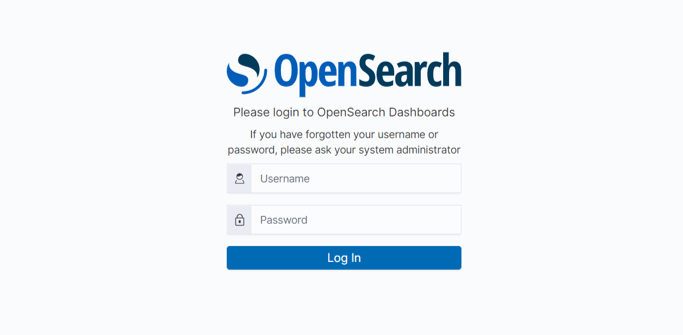 OpenSearch
Please login to OpenSearch Dashboards
If you have forgotten your username or
password, please ask your system administrator
Username
Password
Log In